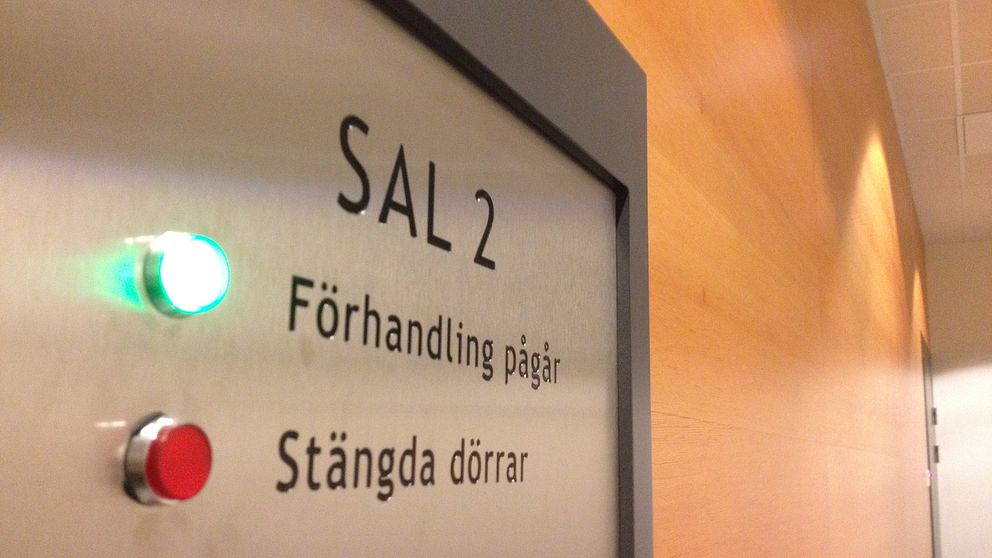 SAL 2
Förhandling pågår
Stängda dörrar